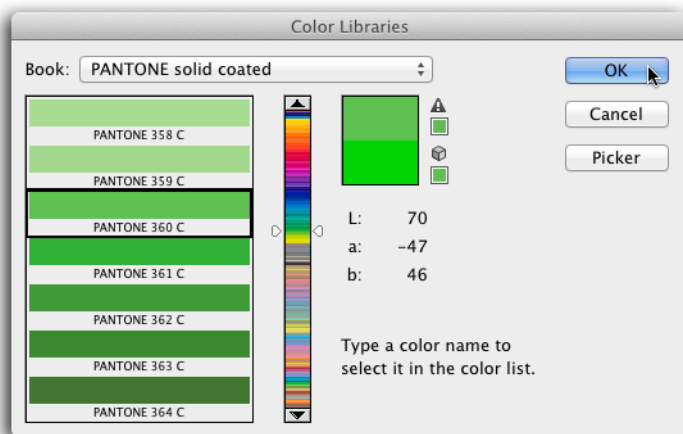 Color Libraries
Book: PANTONE solid coated
OK
Cancel
Picker
PANTONE 358 C
PANTONE 359 C
PANTONE 360 C
PANTONE 361 C
PANTONE 362 C
PANTONE 363 C
PANTONE 364 C
L: 70
a: -47
b: 46
Type a color name to
select it in the color list.